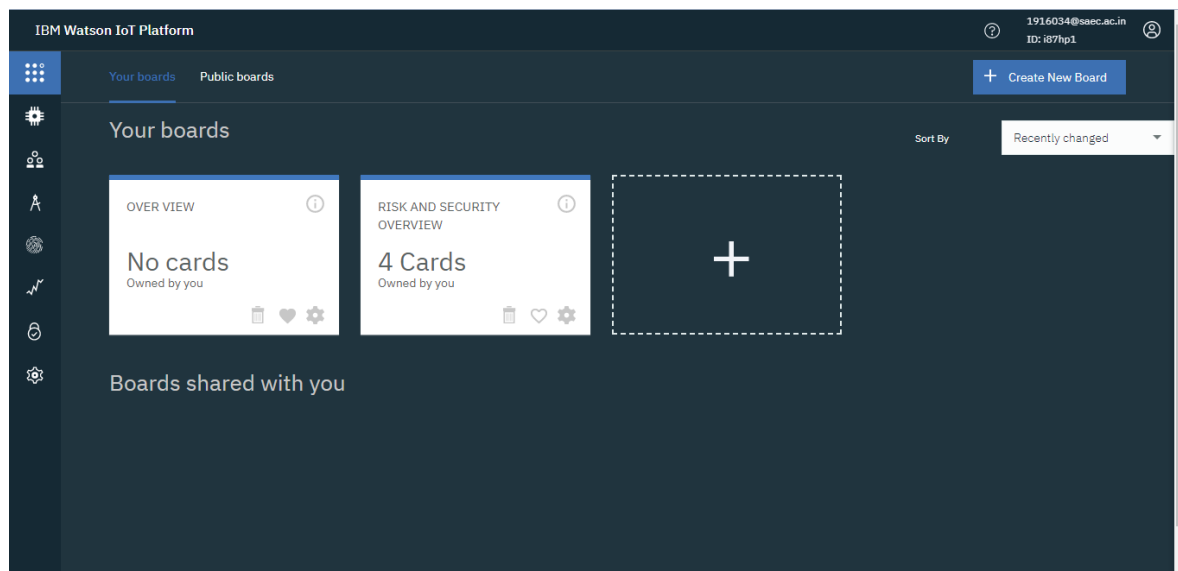 IBM Watson IoT Platform
1916034@saec.ac.in
ID: i87hp1
Your boards
Public boards
+ Create New Board
Your boards
Sort By
Recently changed
OVER VIEW
No cards
Owned by you
RISK AND SECURITY
OVERVIEW
4 Cards
Owned by you
Boards shared with you